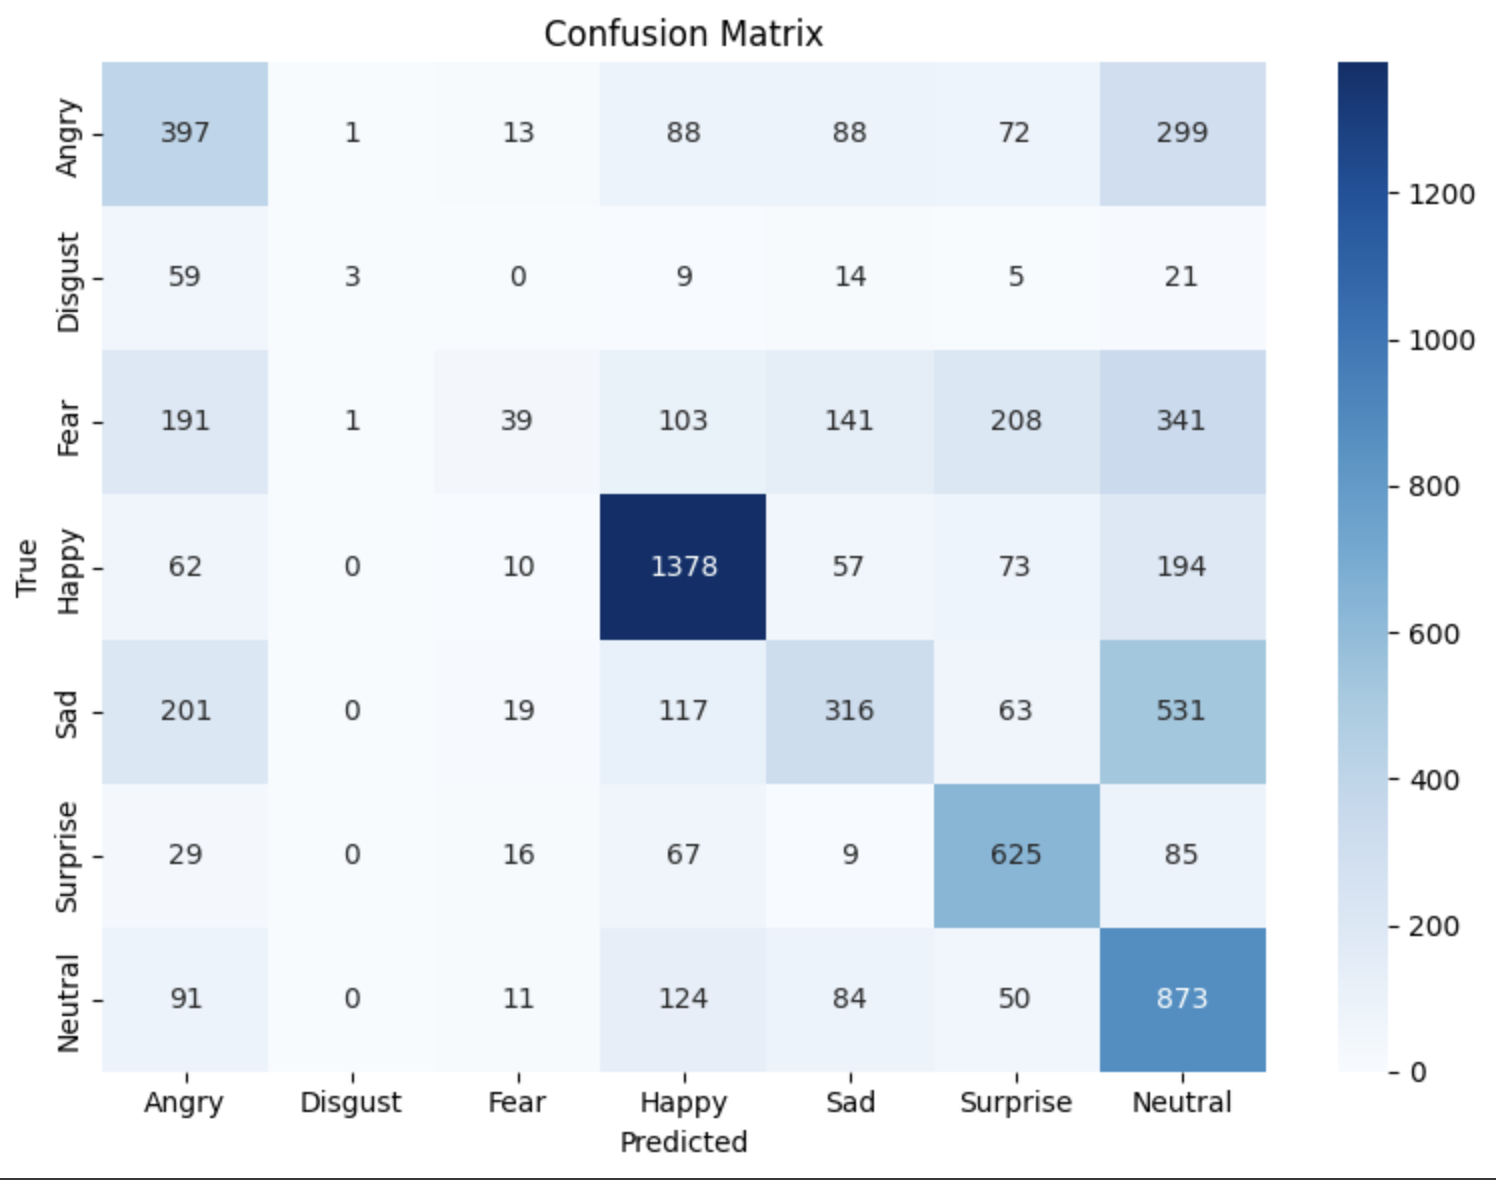 Confusion Matrix
True
Angry 397 1 13 88 88 72 299
Disgust 59 3 0 9 14 5 21
Fear 191 1 39 103 141 208 341
Happy 62 0 10 1378 57 73 194
Sad 201 0 19 117 316 63 531
Surprise 29 0 16 67 9 625 85
Neutral 91 0 11 124 84 50 873
Angry Disgust Fear Happy Sad Surprise Neutral
Predicted
1200
1000
800
600
400
200
0